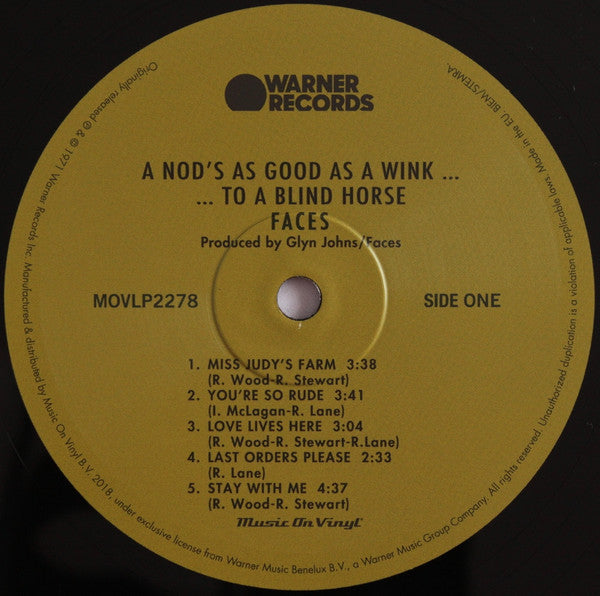 WARNER
RECORDS
A NOD'S AS GOOD AS A WINK ...
... TO A BLIND HORSE
FACES
Produced by Glyn Johns/Faces
MOVLP2278
SIDE ONE
1. MISS JUDY'S FARM 3:38
(R. Wood-R. Stewart)
2. YOU'RE SO RUDE 3:41
(I. McLagan-R. Lane)
3. LOVE LIVES HERE 3:04
(R. Wood-R. Stewart-R.Lane)
4. LAST ORDERS PLEASE 2:33
(R. Lane)
5. STAY WITH ME 4:37
(R. Wood-R. Stewart)
Music On Vinyl
Originally released ℗ & © 1971 Warner Records Inc. Manufactured & distributed by Music On Vinyl B.V. 2018, under exclusive license from Warner Music Benelux B.V., a Warner Music Group Company. All rights reserved. Unauthorized duplication is a violation of applicable laws. Made in the EU. BIEM/STEMRA.